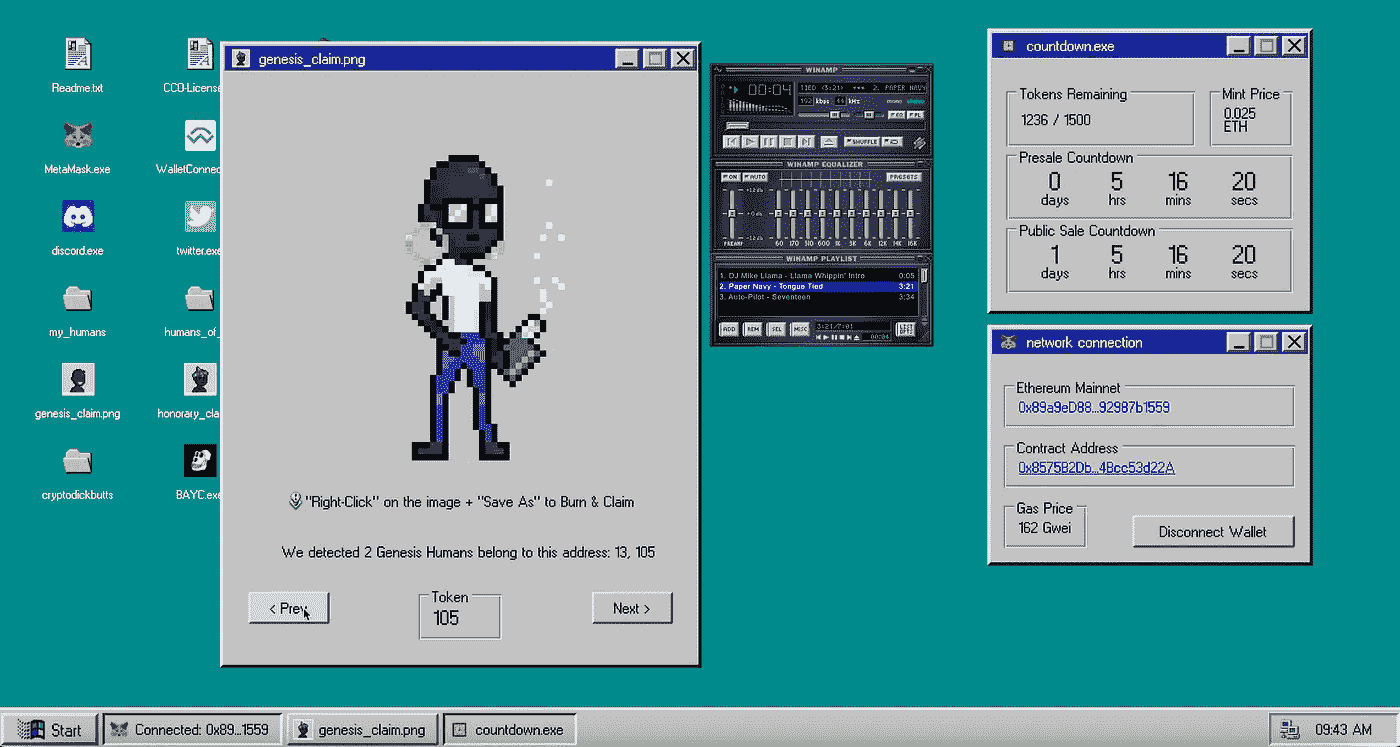 Readme.txt
CC0-License
MetaMask.exe
WalletConnec
discord.exe
twitter.exe
my_humans
humans_of_
genesis_claim.png
honorary_cla
cryptodickbutts
BAYC.exe
genesis_claim.png
"Right-Click" on the image + "Save As" to Burn & Claim
We detected 2 Genesis Humans belong to this address: 13, 105
< Prev
Token
105
Next >
WINAMP
00:04
TIED (3:21) *** 2. PAPER NAVY
192 kbps 44 kHz mono stereo
EQ PL
SHUFFLE
WINAMP EQUALIZER
ON AUTO PRESETS
+12 db
+0 db
-12 db
PREAMP 60 170 310 600 1K 3K 6K 12K 14K 16K
WINAMP PLAYLIST
1. DJ Mike Llama - Llama Whippin' Intro 0:05
2. Paper Navy - Tongue Tied 3:21
3. Auto-Pilot - Seventeen 3:34
ADD REM SEL MISC 3:21/7:01
00:04
countdown.exe
Tokens Remaining
1236 / 1500
Mint Price
0.025
ETH
Presale Countdown
0 5 16 20
days hrs mins secs
Public Sale Countdown
1 5 16 20
days hrs mins secs
network connection
Ethereum Mainnet
0x89a9eD88...92987b1559
Contract Address
0x8575B2Db...4Bcc53d22A
Gas Price
162 Gwei
Disconnect Wallet
Start
Connected: 0x89...1559
genesis_claim.png
countdown.exe
09:43 AM